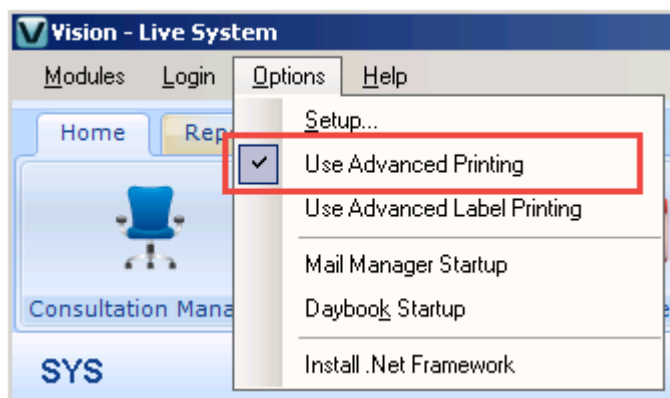 Vision - Live System
Modules Login Options Help
Home Rep
Setup...
Use Advanced Printing
Use Advanced Label Printing
Mail Manager Startup
Consultation Mana
Daybook Startup
Install .Net Framework
SYS